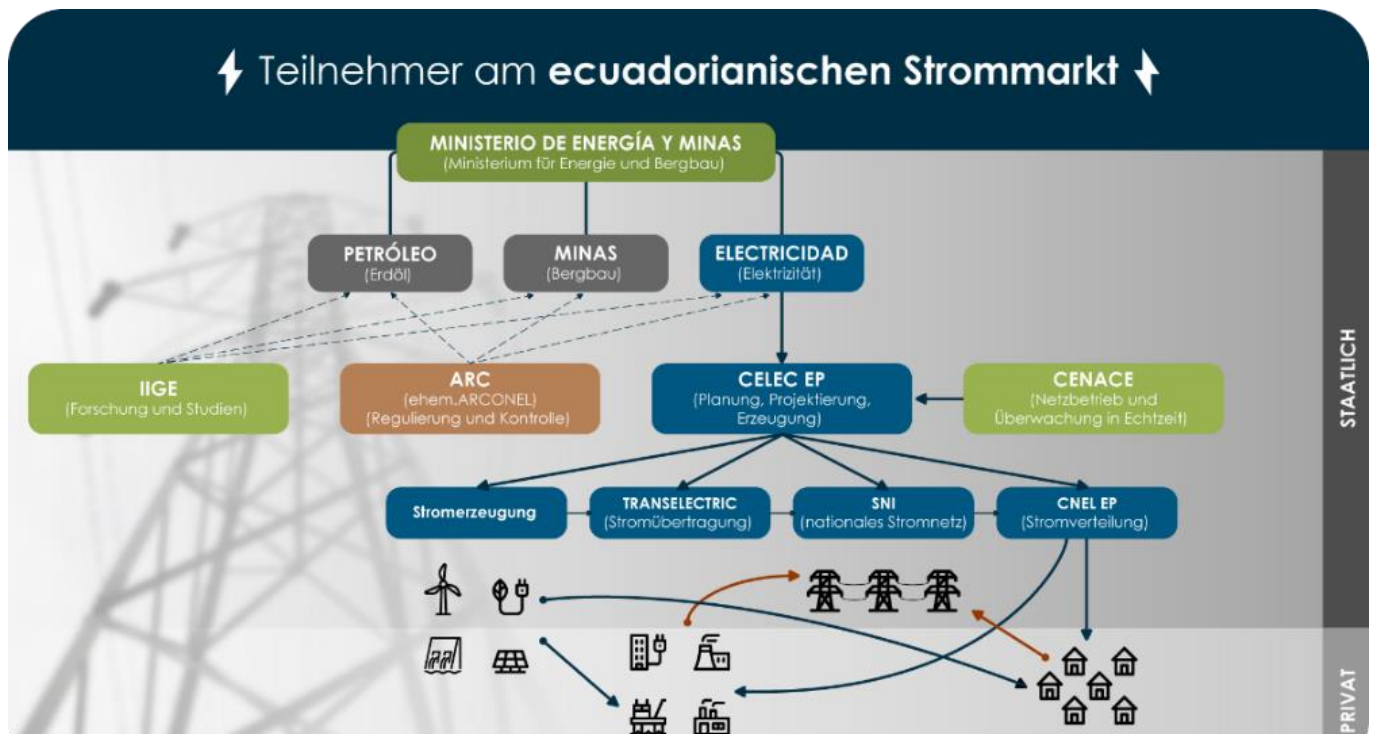 Teilnehmer am ecuadorianischen Strommarkt
MINISTERIO DE ENERGÍA Y MINAS
(Ministerium für Energie und Bergbau)
PETRÓLEO
(Erdöl)
MINAS
(Bergbau)
ELECTRICIDAD
(Elektrizität)
IIGE
(Forschung und Studien)
ARC
(ehem.ARCONEL)
(Regulierung und Kontrolle)
CELEC EP
(Planung, Projektierung,
Erzeugung)
CENACE
(Netzbetrieb und
Überwachung in Echtzeit)
STAATLICH
Stromerzeugung
TRANSELECTRIC
(Stromübertragung)
SNI
(nationales Stromnetz)
CNEL EP
(Stromverteilung)
PRIVAT